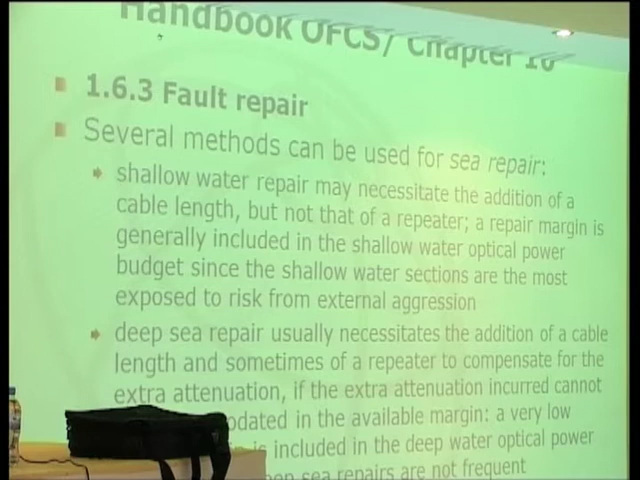 Handbook OFCS/ Chapter 16
1.6.3 Fault repair
Several methods can be used for sea repair:
shallow water repair may necessitate the addition of a
cable length, but not that of a repeater; a repair margin is
generally included in the shallow water optical power
budget since the shallow water sections are the most
exposed to risk from external aggression
deep sea repair usually necessitates the addition of a cable
length and sometimes of a repeater to compensate for the
extra attenuation, if the extra attenuation incurred cannot
in the available margin: a very low
is included in the deep water optical power
sea repairs are not frequent